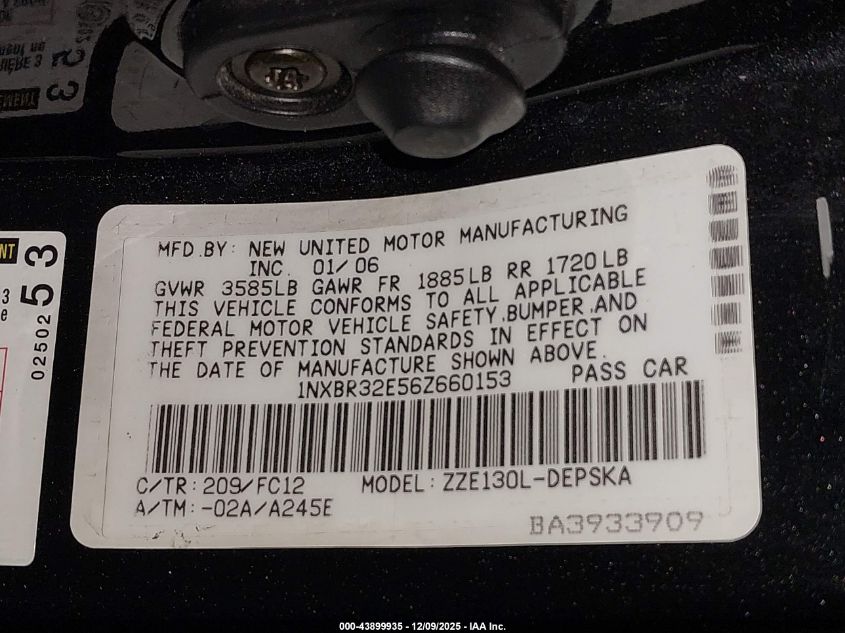 MFD.BY: NEW UNITED MOTOR MANUFACTURING
INC. 01/06
GVWR 3585LB GAWR FR 1885LB RR 1720LB
THIS VEHICLE CONFORMS TO ALL APPLICABLE
FEDERAL MOTOR VEHICLE SAFETY,BUMPER,AND
THEFT PREVENTION STANDARDS IN EFFECT ON
THE DATE OF MANUFACTURE SHOWN ABOVE.
1NXBR32E56Z660153 PASS CAR
C/TR: 209/FC12 MODEL: ZZE130L-DEPSKA
A/TM: -02A/A245E
BA3933909
NT
3
e
0250253
000-43899935 - 12/09/2025 - IAA Inc.